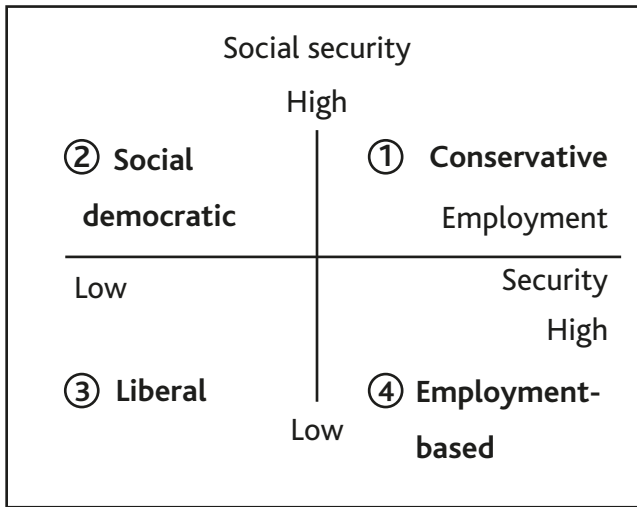 Social security
High
② Social
democratic
① Conservative
Employment
Low
Security
High
③ Liberal
Low
④ Employment-
based